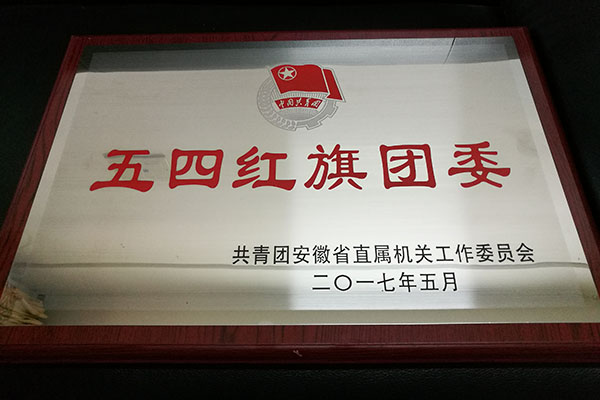 中国共青团
五四红旗团委
共青团安徽省直属机关工作委员会
二〇一七年五月